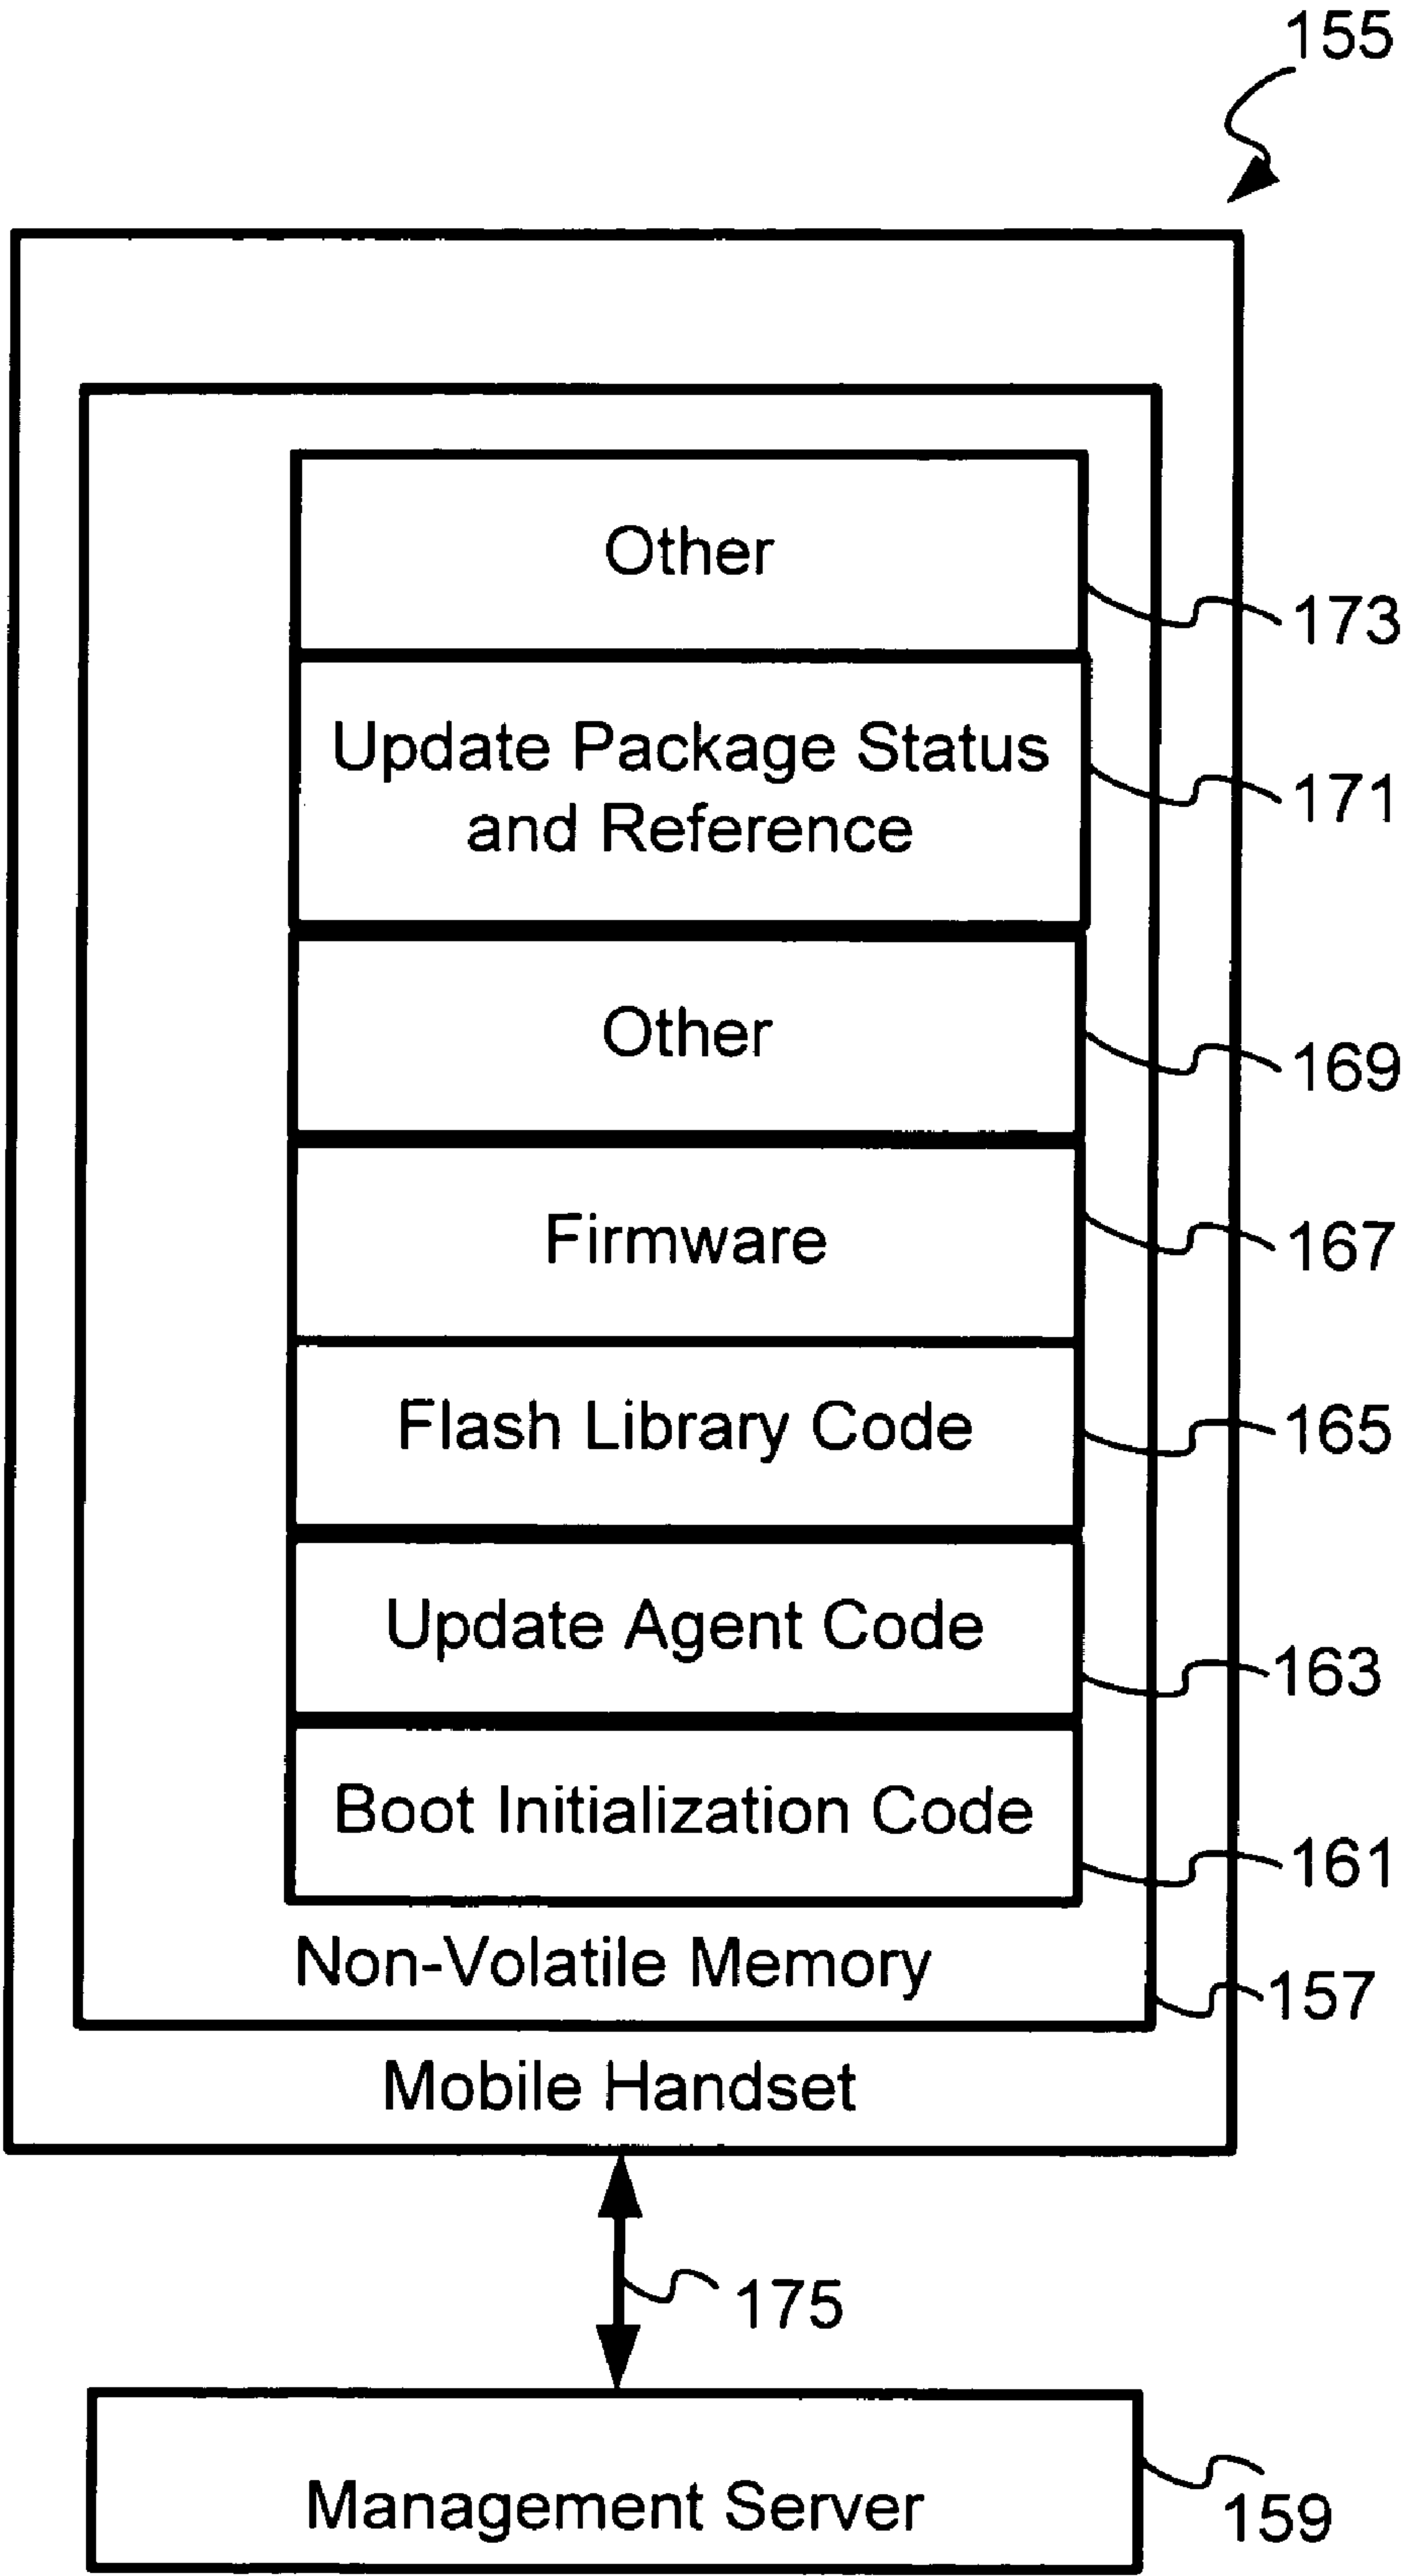 155
Other
173
Update Package Status
and Reference
171
Other
169
Firmware
167
Flash Library Code
165
Update Agent Code
163
Boot Initialization Code
161
Non-Volatile Memory
157
Mobile Handset
175
Management Server
159